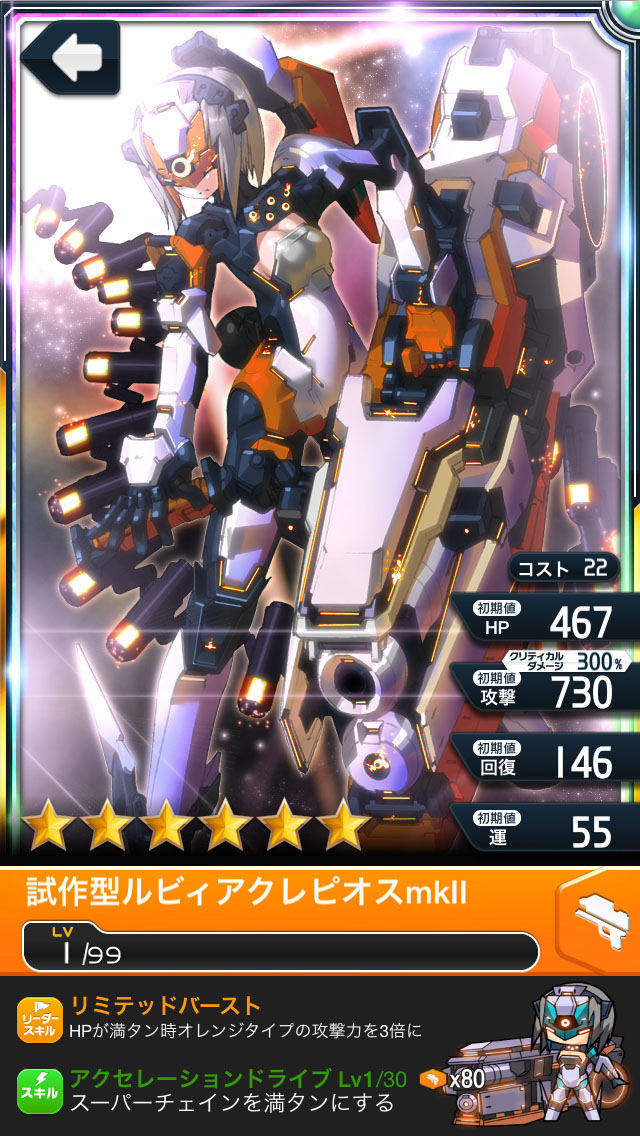 コスト 22
初期値
HP 467
クリティカル
ダメージ 300%
初期値
攻撃 730
初期値
回復 146
初期値
運 55
試作型ルビィアクレピオスmkII
LV
1/99
リーダー
スキル
リミテッドバースト
HPが満タン時オレンジタイプの攻撃力を3倍に
スキル
アクセレーションドライブ Lv1/30 x80
スーパーチェインを満タンにする